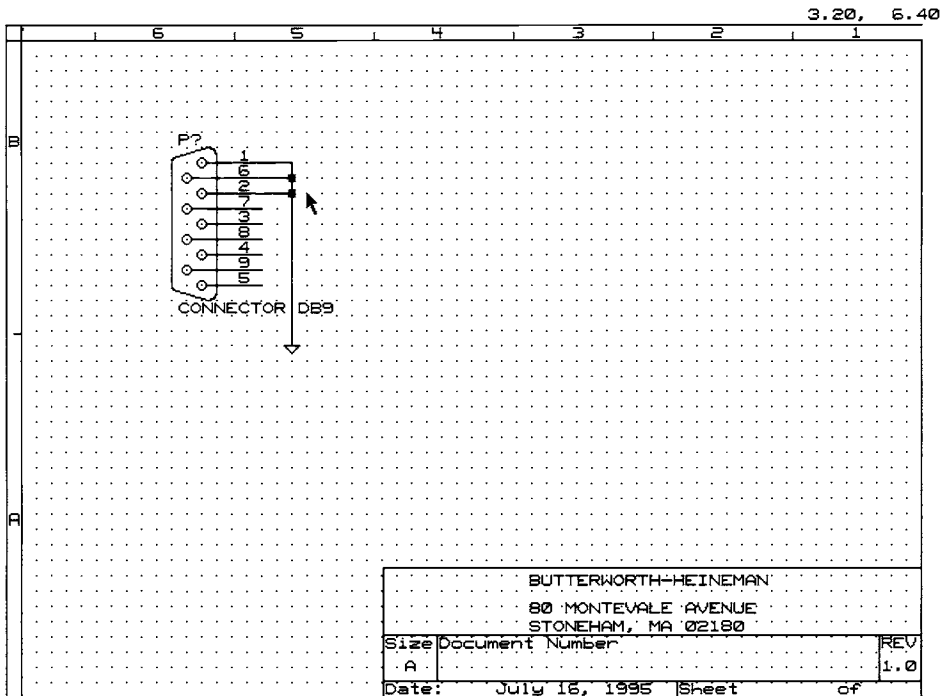 3.20, 6.40
6 5 4 3 2 1
B
P?
1
6
2
7
3
8
4
9
5
CONNECTOR DB9
A
BUTTERWORTH-HEINEMAN
80 MONTEVALE AVENUE
STONEHAM, MA 02180
Size Document Number REV
A 1.0
Date: July 16, 1995 Sheet of